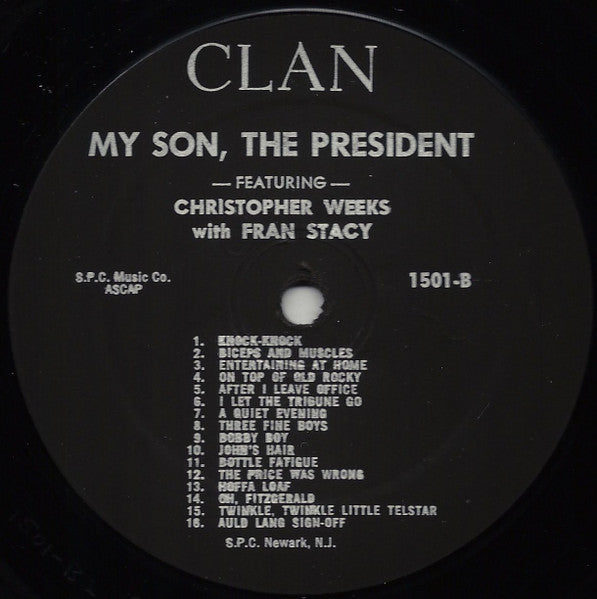 CLAN
MY SON, THE PRESIDENT
— FEATURING —
CHRISTOPHER WEEKS
with FRAN STACY
S.P.C. Music Co.
ASCAP
1501-B
1. KNOCK-KNOCK
2. BICEPS AND MUSCLES
3. ENTERTAINING AT HOME
4. ON TOP OF OLD ROCKY
5. AFTER I LEAVE OFFICE
6. I LET THE TRIBUNE GO
7. A QUIET EVENING
8. THREE FINE BOYS
9. BOBBY BOY
10. JOHN'S HAIR
11. BOTTLE FATIGUE
12. THE PRICE WAS WRONG
13. HOFFA LOAF
14. OH, FITZGERALD
15. TWINKLE, TWINKLE LITTLE TELSTAR
16. AULD LANG SIGN-OFF
S.P.C. Newark, N.J.